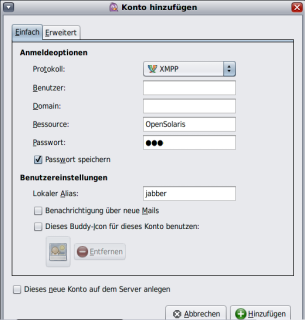 Konto hinzufügen
Einfach Erweitert
Anmeldeoptionen
Protokoll: XMPP
Benutzer:
Domain:
Ressource: OpenSolaris
Passwort: ●●●
Passwort speichern
Benutzereinstellungen
Lokaler Alias: jabber
Benachrichtigung über neue Mails
Dieses Buddy-Icon für dieses Konto benutzen:
Entfernen
Dieses neue Konto auf dem Server anlegen
Abbrechen Hinzufügen